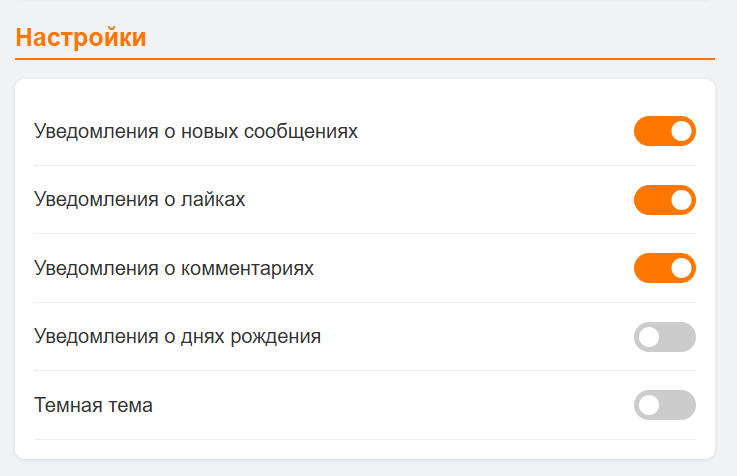 Настройки
Уведомления о новых сообщениях
Уведомления о лайках
Уведомления о комментариях
Уведомления о днях рождения
Темная тема